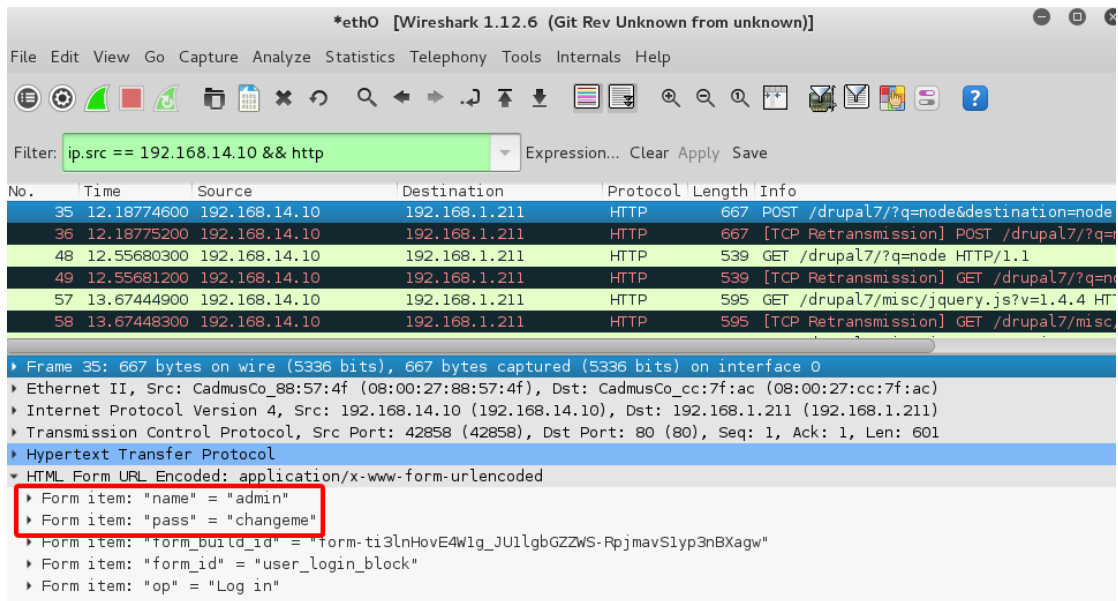 *eth0 [Wireshark 1.12.6 (Git Rev Unknown from unknown)]
File Edit View Go Capture Analyze Statistics Telephony Tools Internals Help
Filter: ip.src == 192.168.14.10 && http Expression... Clear Apply Save
No. Time Source Destination Protocol Length Info
35 12.18774600 192.168.14.10 192.168.1.211 HTTP 667 POST /drupal7/?q=node&destination=node
36 12.18775200 192.168.14.10 192.168.1.211 HTTP 667 [TCP Retransmission] POST /drupal7/?q=
48 12.55680300 192.168.14.10 192.168.1.211 HTTP 539 GET /drupal7/?q=node HTTP/1.1
49 12.55681200 192.168.14.10 192.168.1.211 HTTP 539 [TCP Retransmission] GET /drupal7/?q=no
57 13.67444900 192.168.14.10 192.168.1.211 HTTP 595 GET /drupal7/misc/jquery.js?v=1.4.4 HT
58 13.67448300 192.168.14.10 192.168.1.211 HTTP 595 [TCP Retransmission] GET /drupal7/misc/
Frame 35: 667 bytes on wire (5336 bits), 667 bytes captured (5336 bits) on interface 0
Ethernet II, Src: CadmusCo_88:57:4f (08:00:27:88:57:4f), Dst: CadmusCo_cc:7f:ac (08:00:27:cc:7f:ac)
Internet Protocol Version 4, Src: 192.168.14.10 (192.168.14.10), Dst: 192.168.1.211 (192.168.1.211)
Transmission Control Protocol, Src Port: 42858 (42858), Dst Port: 80 (80), Seq: 1, Ack: 1, Len: 601
Hypertext Transfer Protocol
HTML Form URL Encoded: application/x-www-form-urlencoded
Form item: "name" = "admin"
Form item: "pass" = "changeme"
Form item: "form_build_id" = "form-ti3lnHovE4W1g_JU1lgbGZZWS-RpjmavS1yp3nBXagw"
Form item: "form_id" = "user_login_block"
Form item: "op" = "Log in"